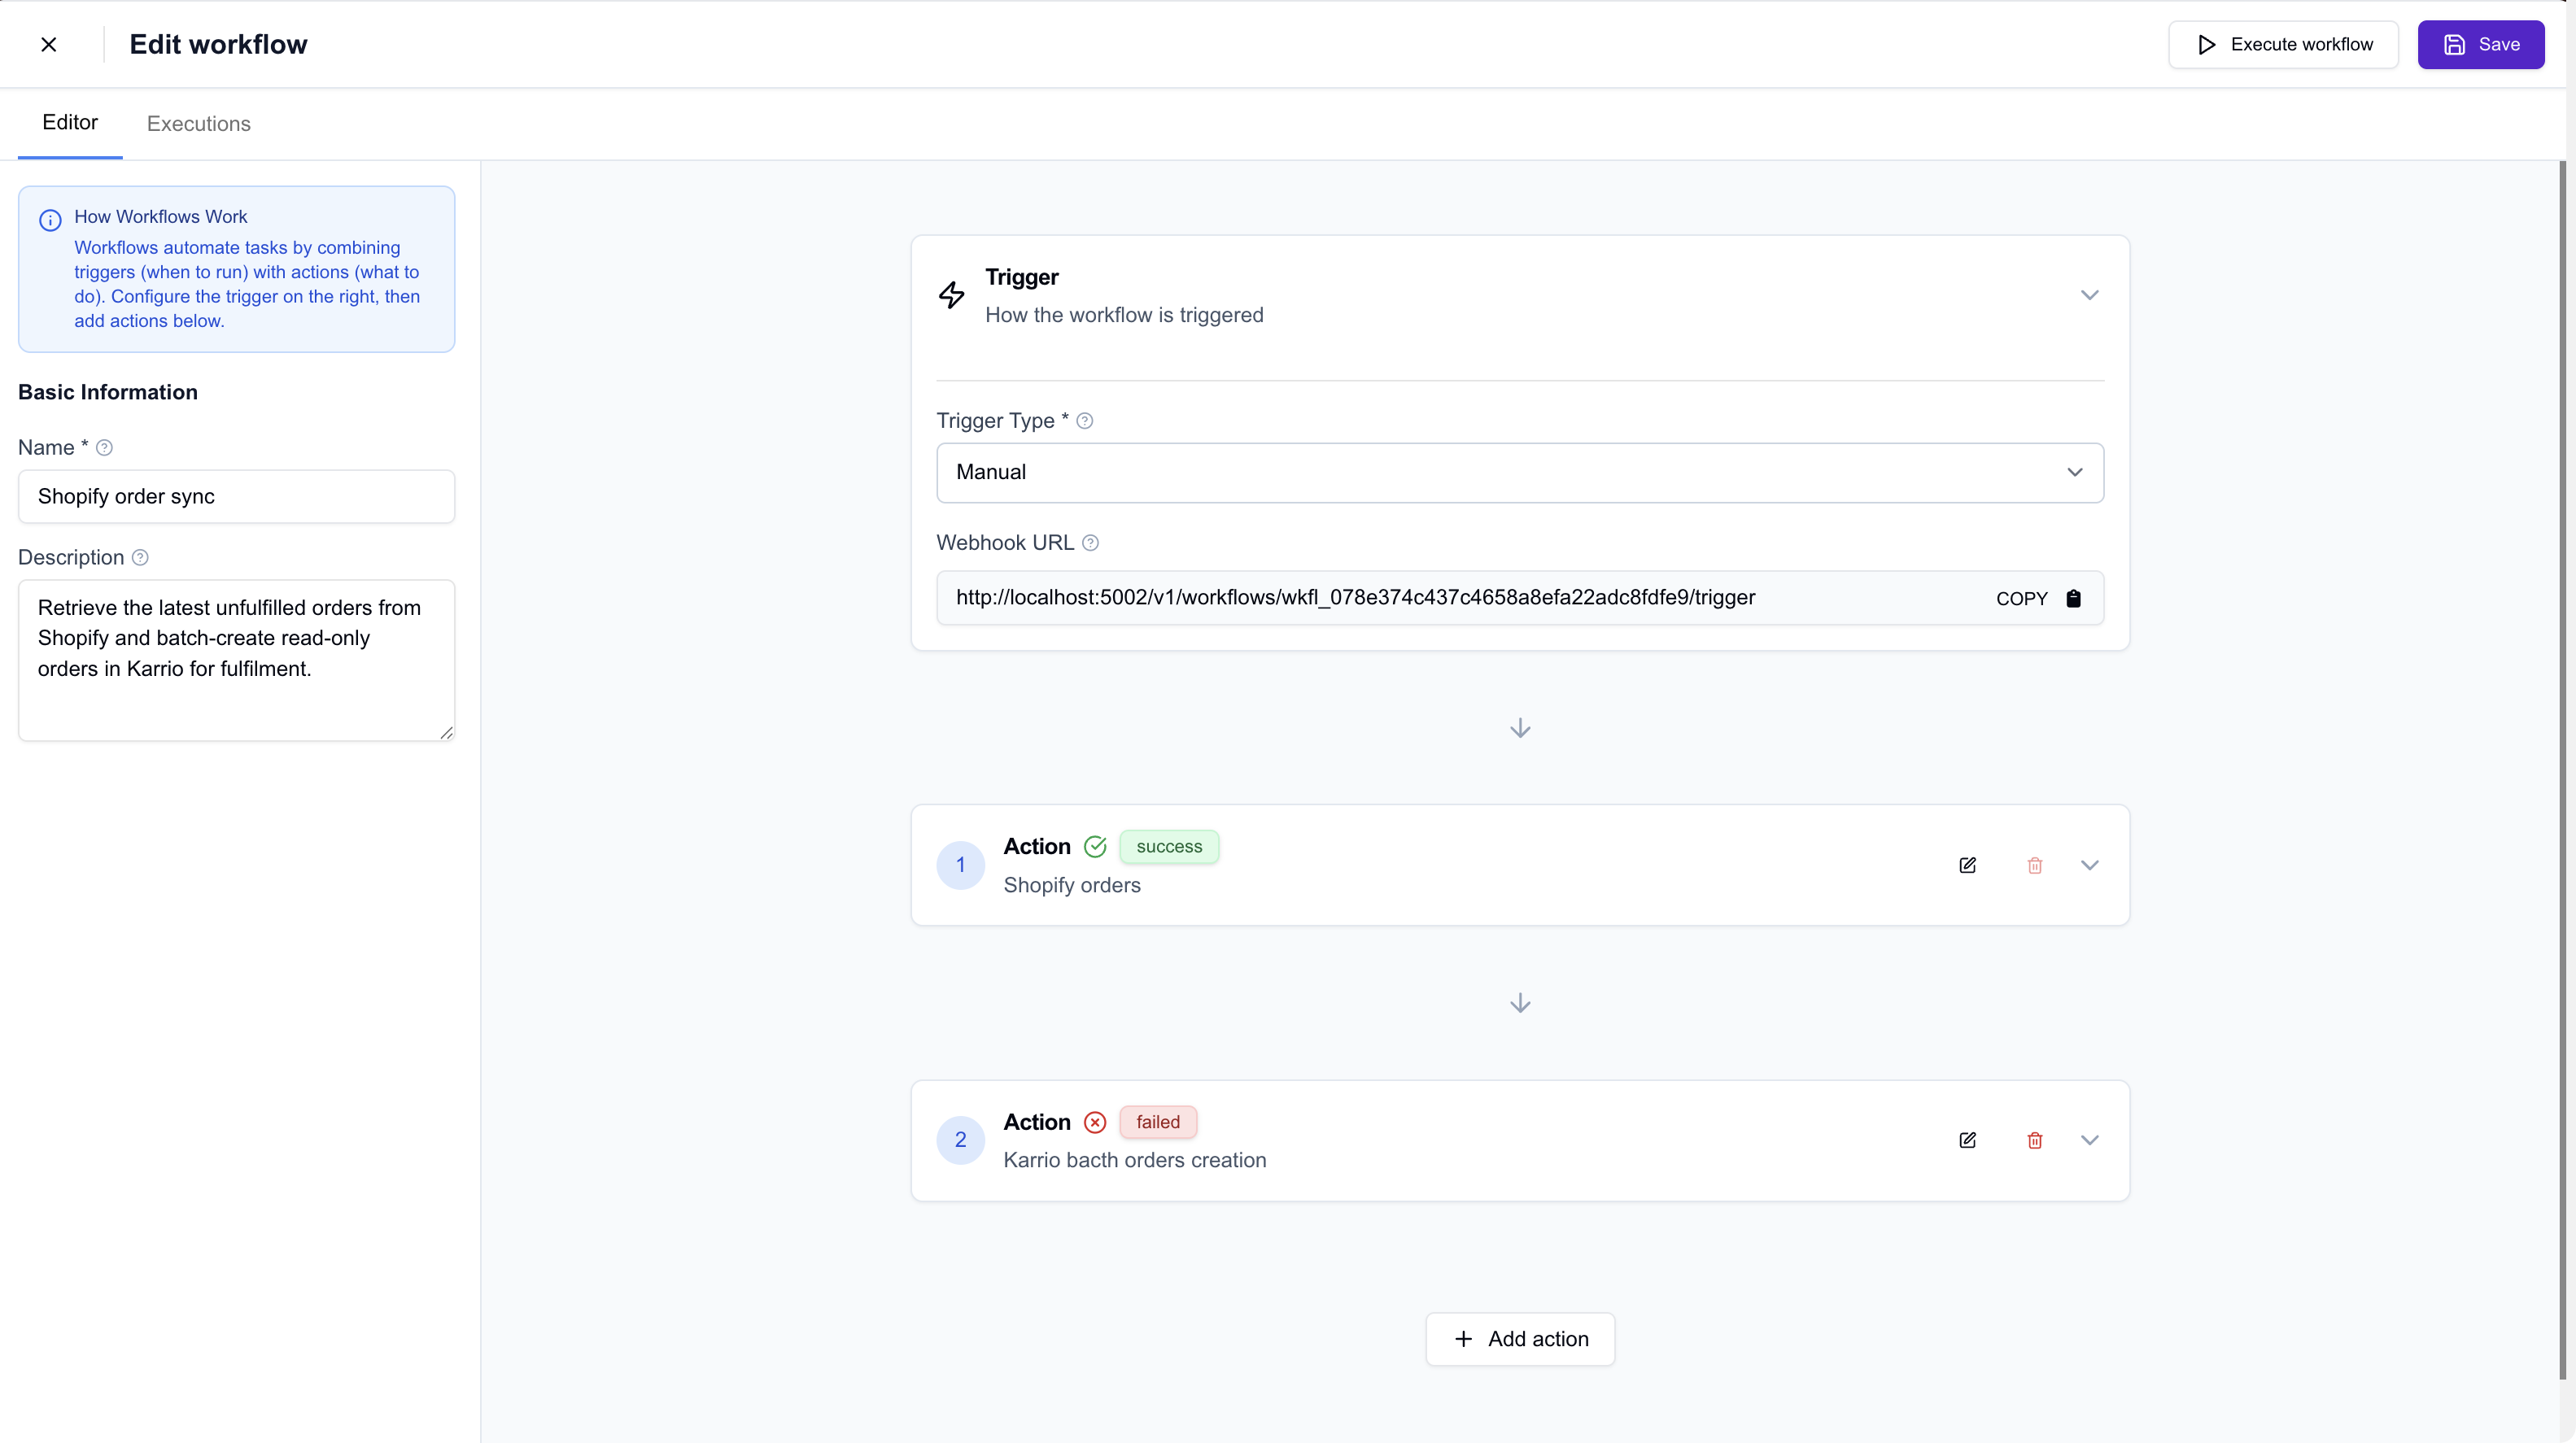 Edit workflow
Execute workflow
Save
Editor
Executions
How Workflows Work
Workflows automate tasks by combining
triggers (when to run) with actions (what to
do). Configure the trigger on the right, then
add actions below.
Basic Information
Name *
Shopify order sync
Description
Retrieve the latest unfulfilled orders from
Shopify and batch-create read-only
orders in Karrio for fulfilment.
Trigger
How the workflow is triggered
Trigger Type *
Manual
Webhook URL
http://localhost:5002/v1/workflows/wkfl_078e374c437c4658a8efa22adc8fdfe9/trigger
COPY
1
Action
success
Shopify orders
2
Action
failed
Karrio bacth orders creation
Add action